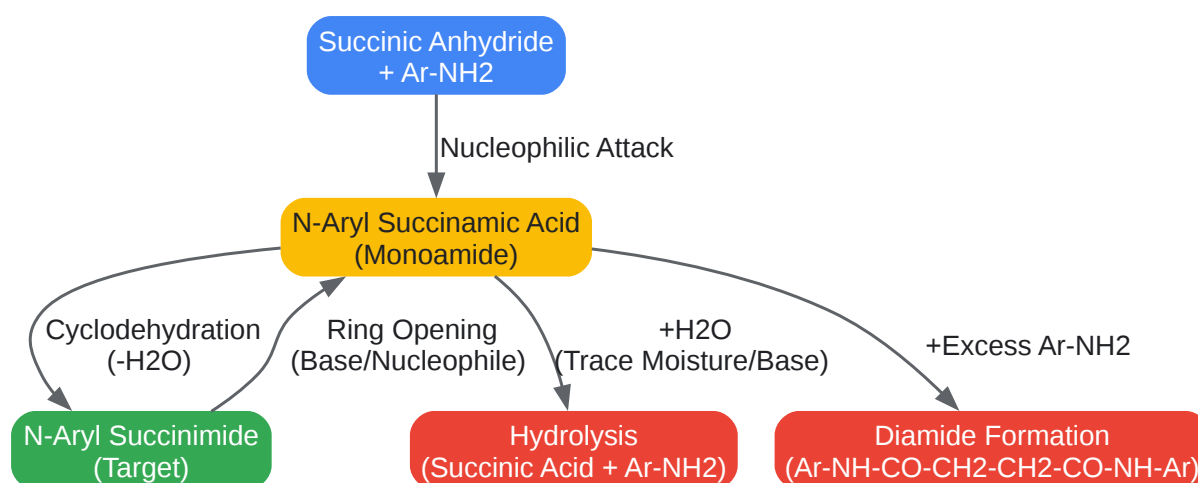 Succinic Anhydride
+ Ar-NH2
Nucleophilic Attack
N-Aryl Succinamic Acid
(Monoamide)
Cyclodehydration
(-H2O)
Ring Opening
(Base/Nucleophile)
+H2O
(Trace Moisture/Base)
+Excess Ar-NH2
N-Aryl Succinimide
(Target)
Hydrolysis
(Succinic Acid + Ar-NH2)
Diamide Formation
(Ar-NH-CO-CH2-CH2-CO-NH-Ar)